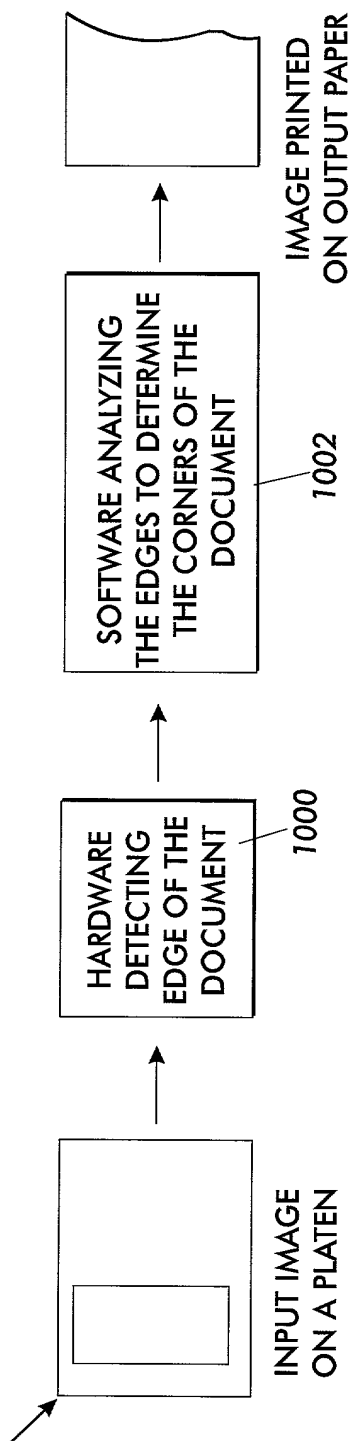 INPUT IMAGE
ON A PLATEN
HARDWARE
DETECTING
EDGE OF THE
DOCUMENT
1000
SOFTWARE ANALYZING
THE EDGES TO DETERMINE
THE CORNERS OF THE
DOCUMENT
1002
IMAGE PRINTED
ON OUTPUT PAPER